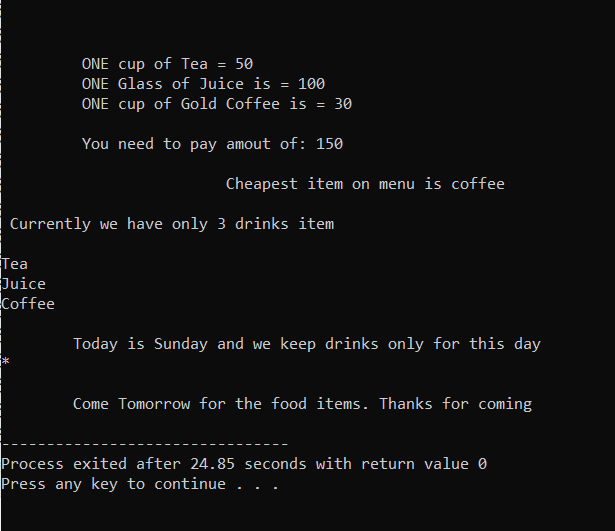 ONE cup of Tea = 50
ONE Glass of Juice is = 100
ONE cup of Gold Coffee is = 30
You need to pay amout of: 150
Cheapest item on menu is coffee
Currently we have only 3 drinks item
Tea
Juice
Coffee
Today is Sunday and we keep drinks only for this day
*
Come Tomorrow for the food items. Thanks for coming
--------------------------------
Process exited after 24.85 seconds with return value 0
Press any key to continue . . .